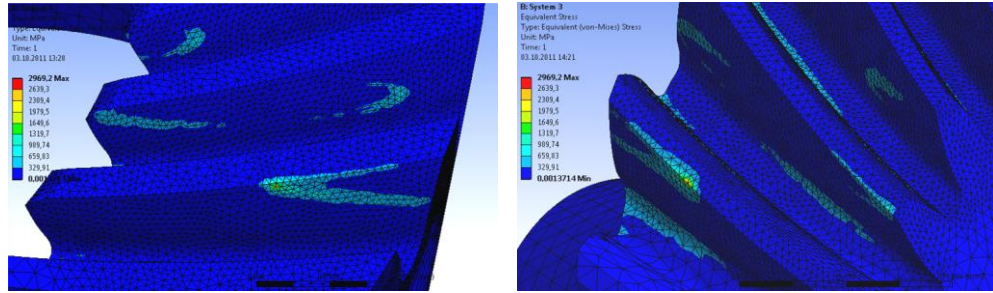 Unit: MPa
Time: 1
03.10.2011 13:20
2969,2 Max
2639,3
2309,4
1979,5
1649,6
1319,7
989,74
659,83
329,91
B: System 3
Equivalent Stress
Type: Equivalent (von-Mises) Stress
Unit: MPa
Time: 1
03.10.2011 14:21
2969,2 Max
2639,3
2309,4
1979,5
1649,6
1319,7
989,74
659,83
329,91
0,0013714 Min